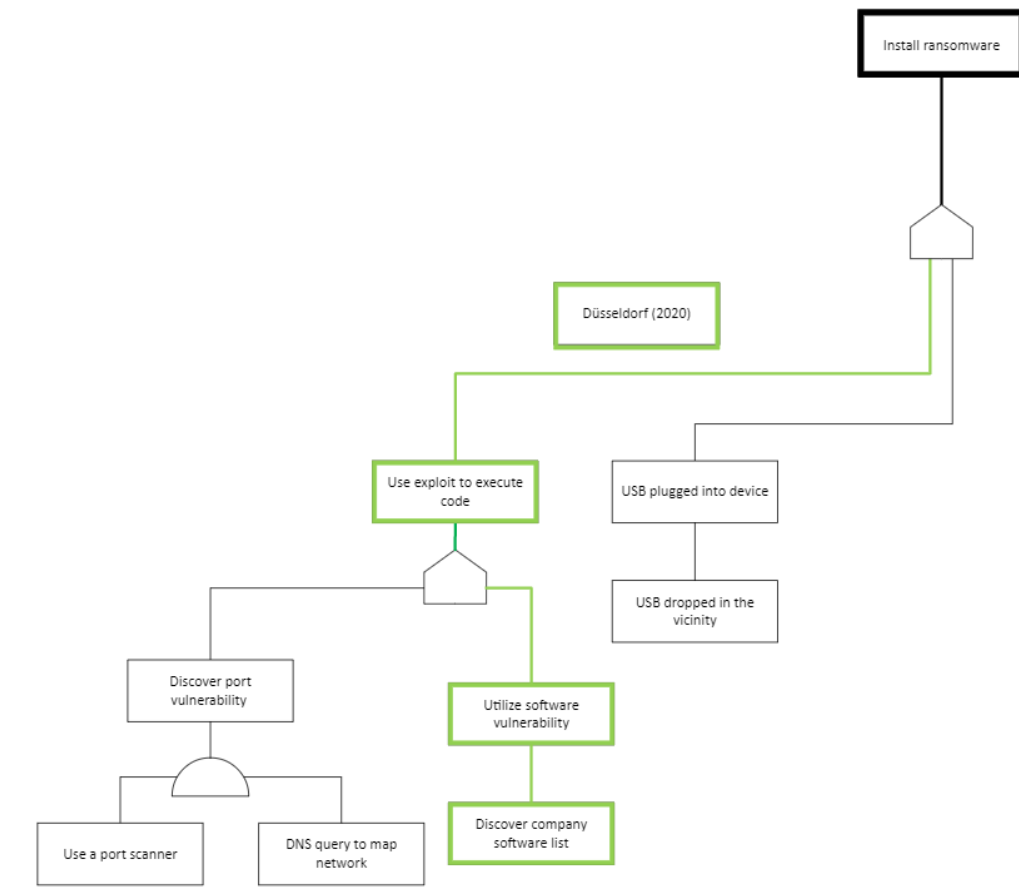 Install ransomware
Düsseldorf (2020)
Use exploit to execute
code
USB plugged into device
USB dropped in the
vicinity
Discover port
vulnerability
Utilize software
vulnerability
Use a port scanner
DNS query to map
network
Discover company
software list